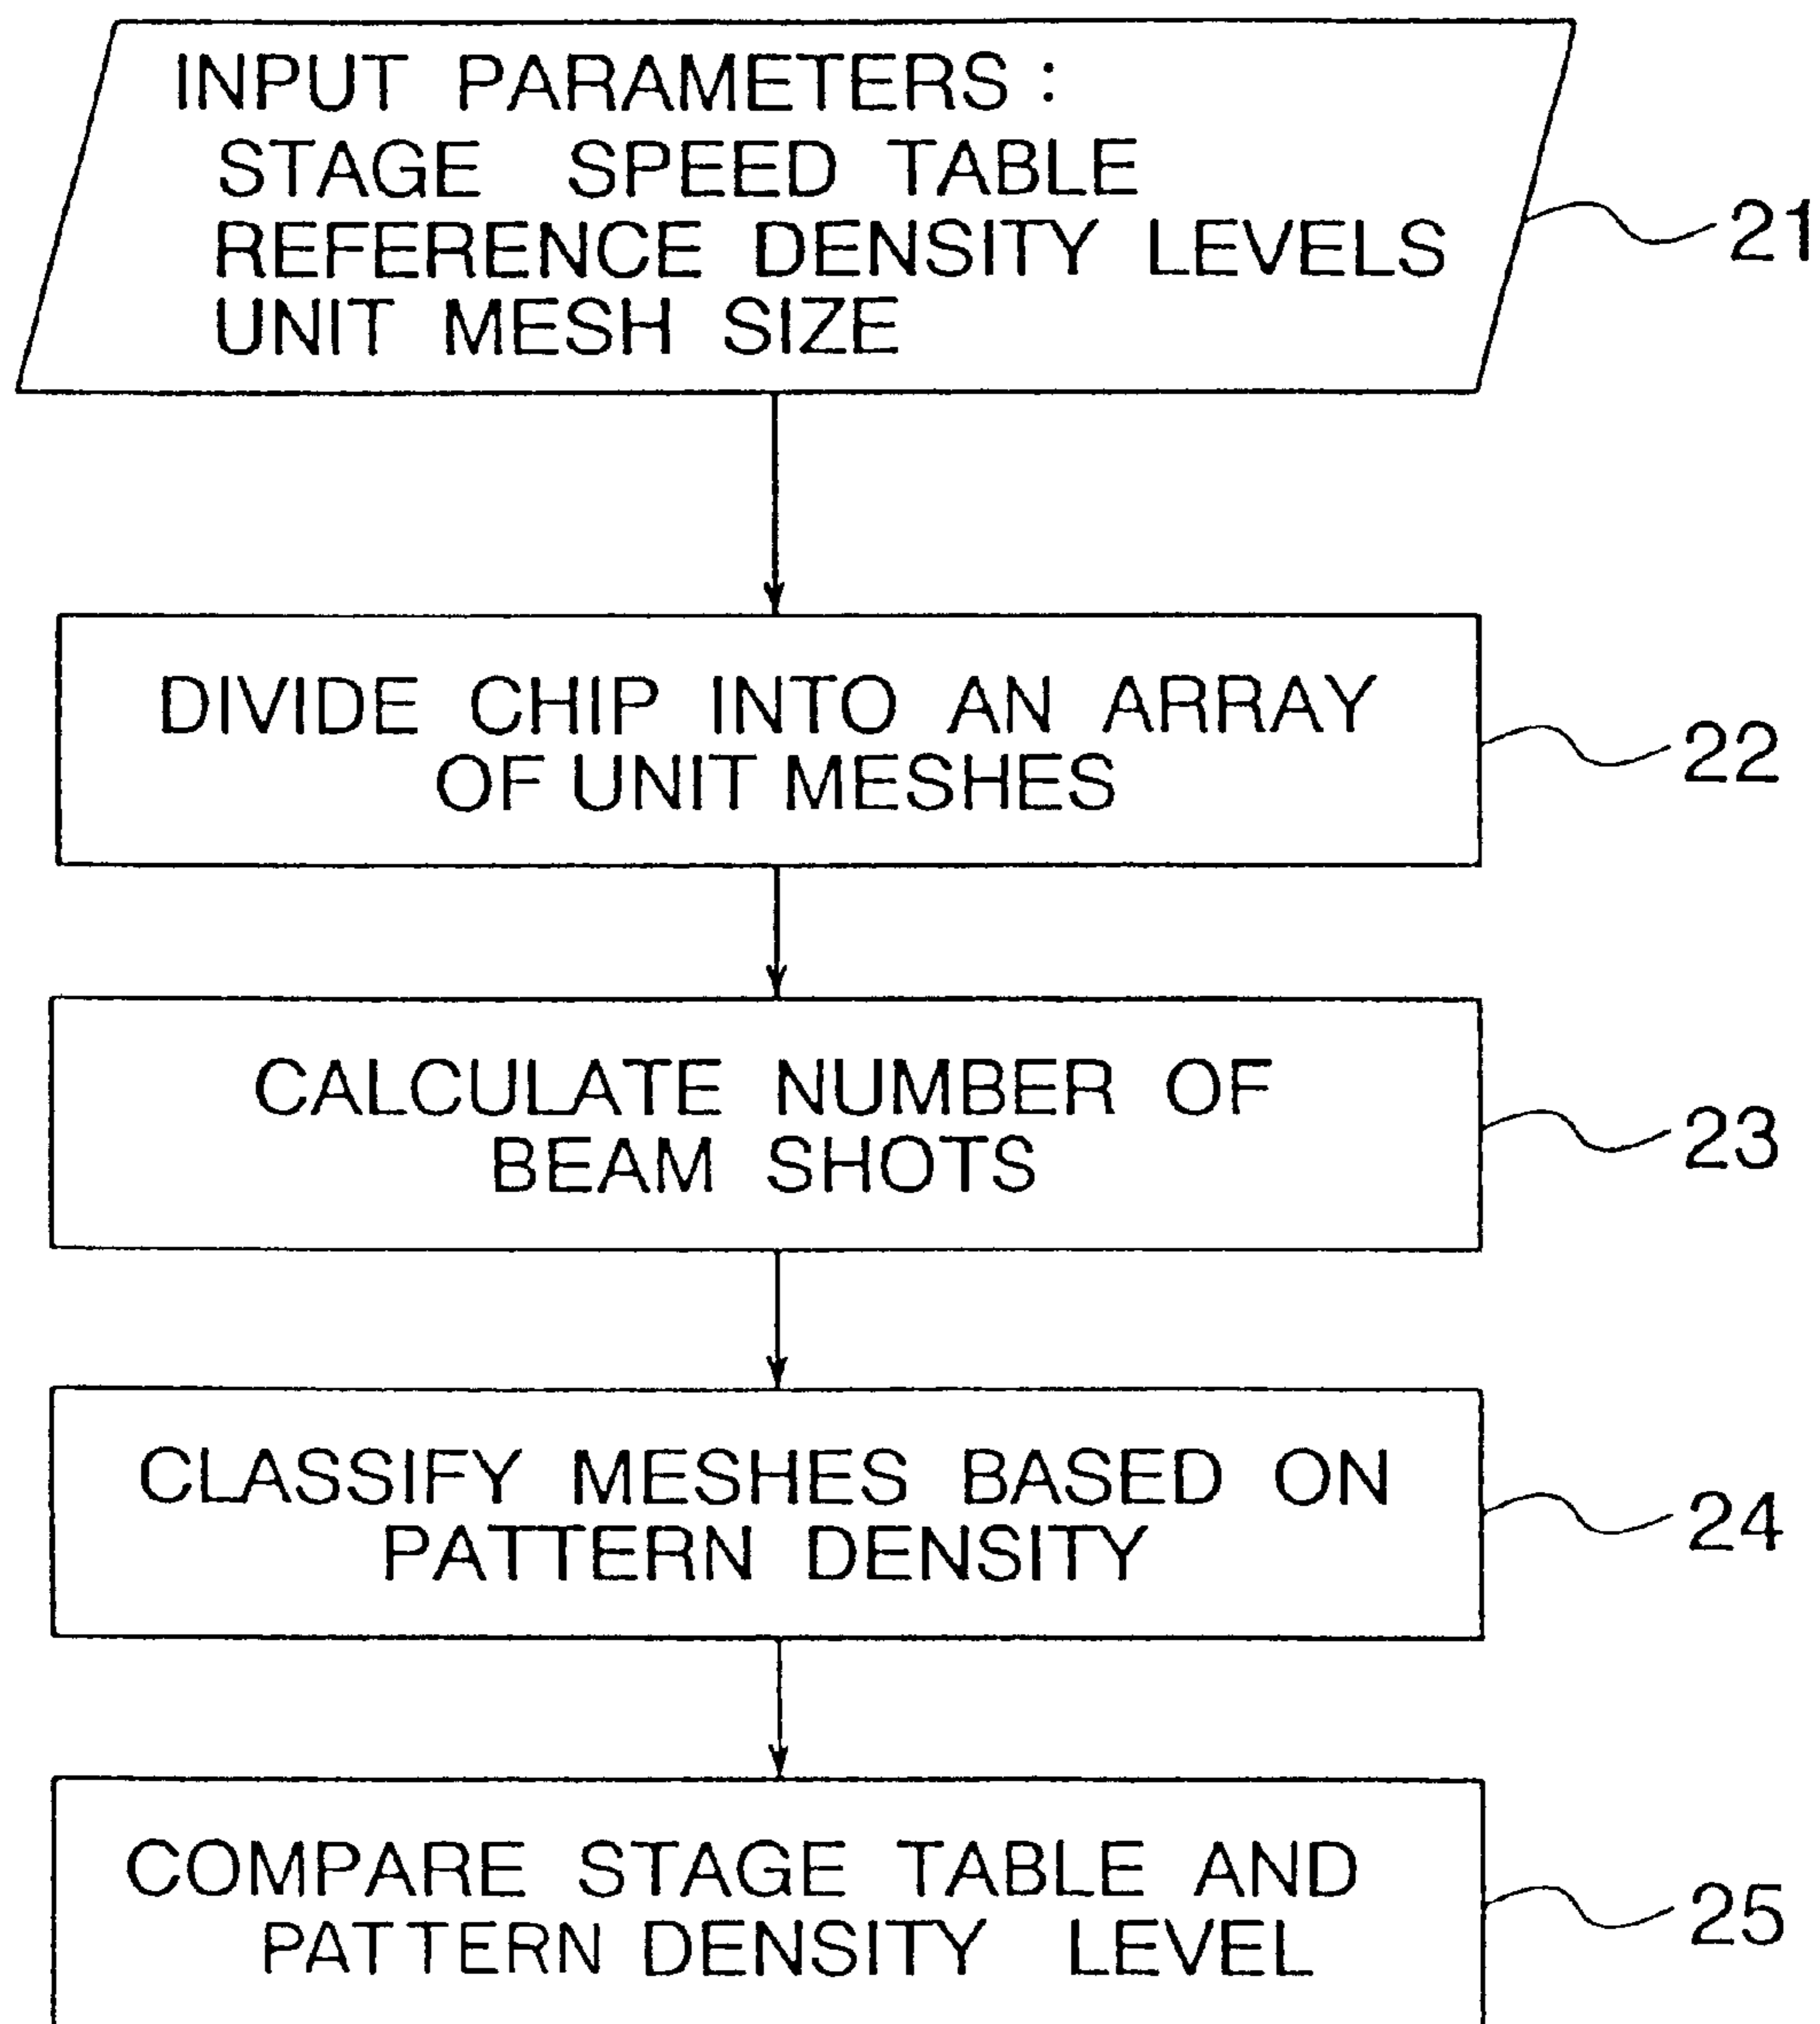 INPUT PARAMETERS :
STAGE SPEED TABLE
REFERENCE DENSITY LEVELS
UNIT MESH SIZE
21
DIVIDE CHIP INTO AN ARRAY
OF UNIT MESHES
22
CALCULATE NUMBER OF
BEAM SHOTS
23
CLASSIFY MESHES BASED ON
PATTERN DENSITY
24
COMPARE STAGE TABLE AND
PATTERN DENSITY LEVEL
25